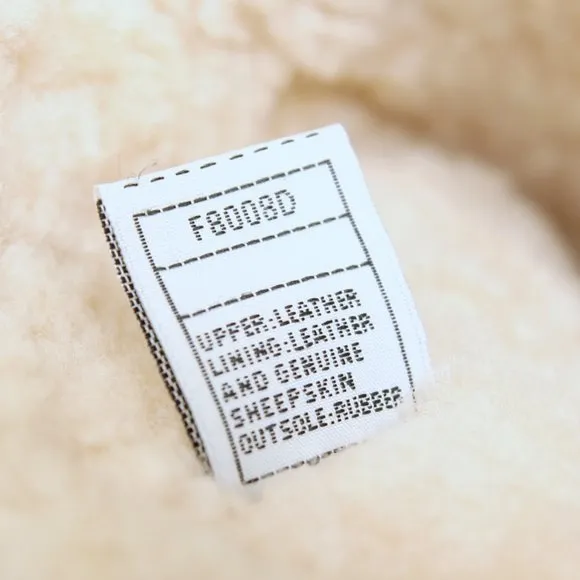 F8008D
UPPER:LEATHER
LINING:LEATHER
AND GENUINE
SHEEPSKIN
OUTSOLE:RUBBER